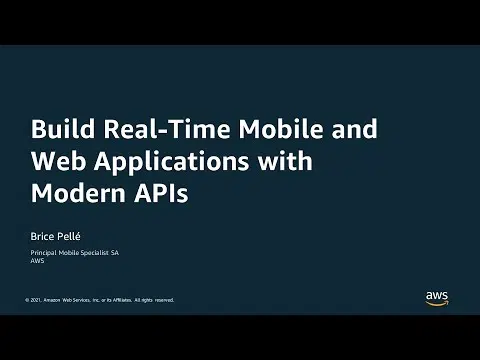 Build Real-Time Mobile and
Web Applications with
Modern APIs
Brice Pellé
Principal Mobile Specialist SA
AWS
© 2021, Amazon Web Services, Inc. or its Affiliates. All rights reserved.
aws